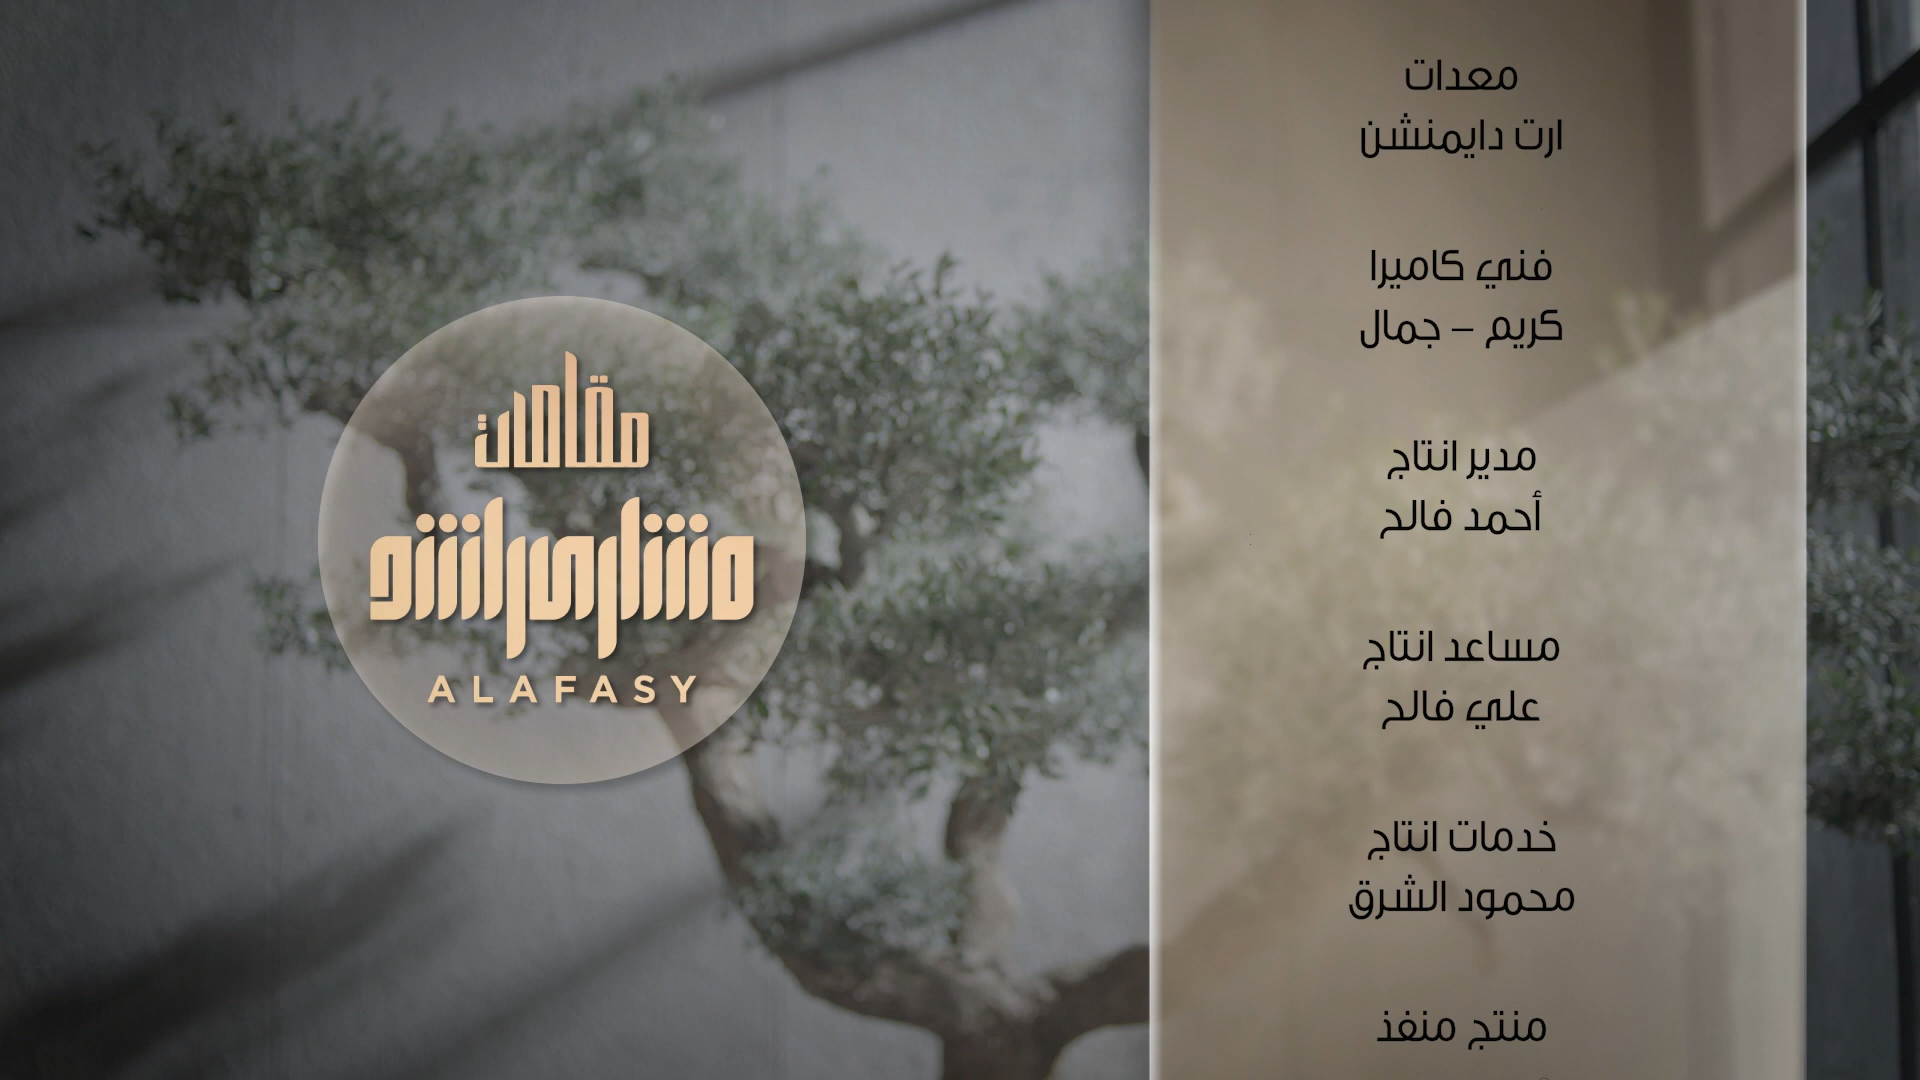 مقامات
مشاري راشد
ALAFASY
معدات
ارت دايمنشن
فني كاميرا
كريم – جمال
مدير انتاج
أحمد فالح
مساعد انتاج
علي فالح
خدمات انتاج
محمود الشرق
منتج منفذ